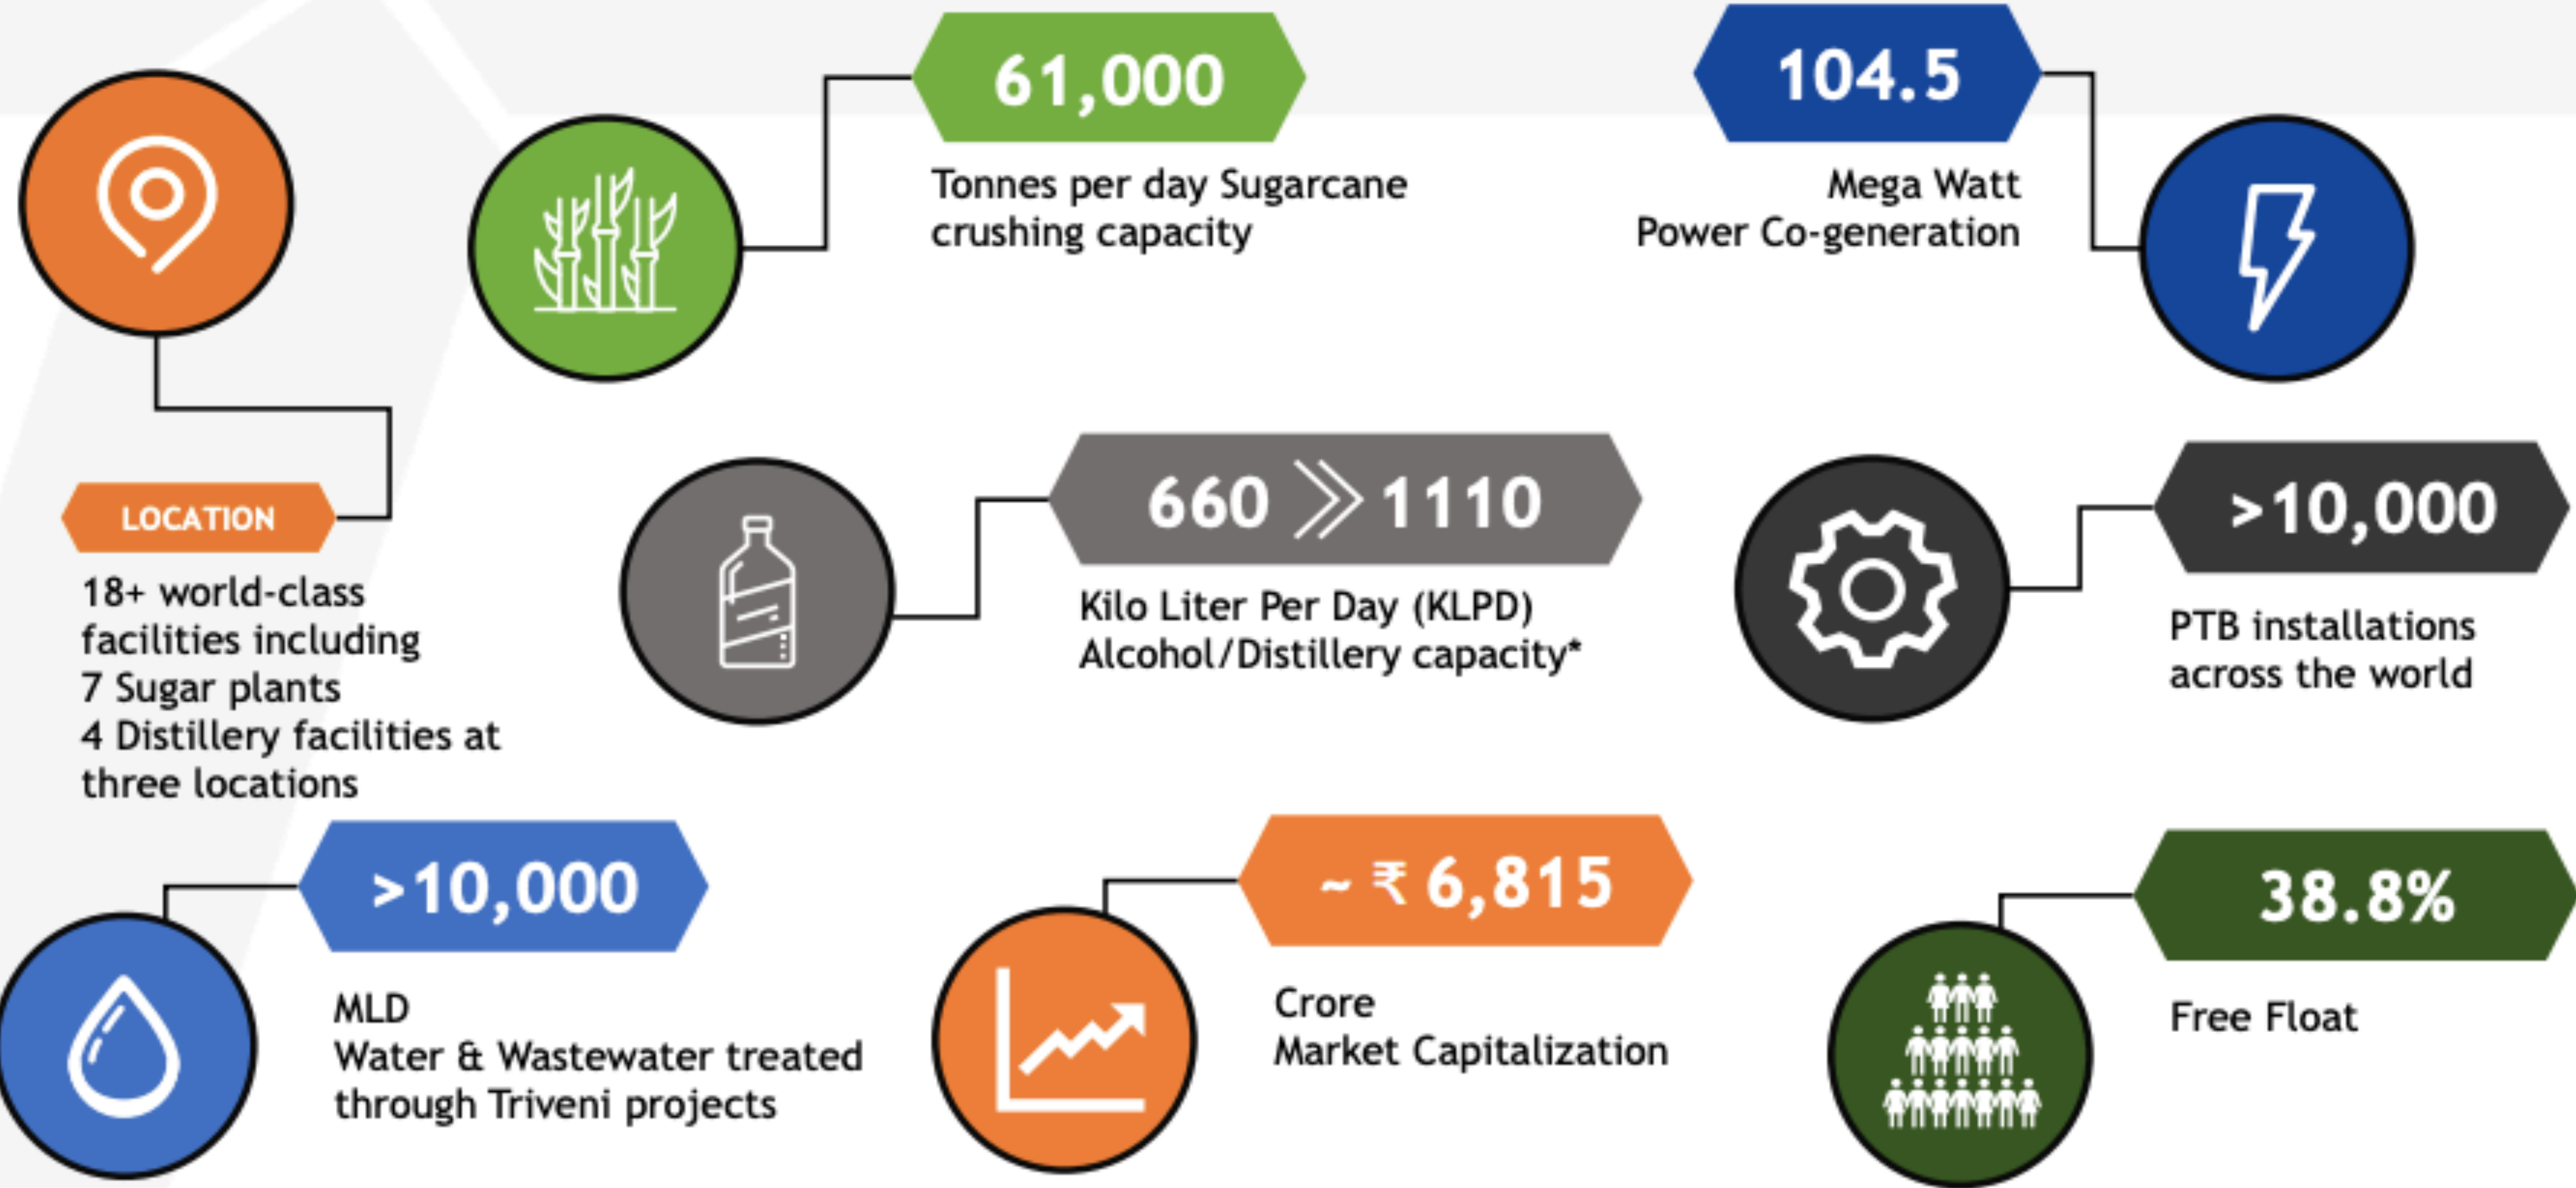 61,000
Tonnes per day Sugarcane
crushing capacity
104.5
Mega Watt
Power Co-generation
LOCATION
18+ world-class
facilities including
7 Sugar plants
4 Distillery facilities at
three locations
660 1110
Kilo Liter Per Day (KLPD)
Alcohol/Distillery capacity*
>10,000
PTB installations
across the world
>10,000
MLD
Water & Wastewater treated
through Triveni projects
~ ₹ 6,815
Crore
Market Capitalization
38.8%
Free Float